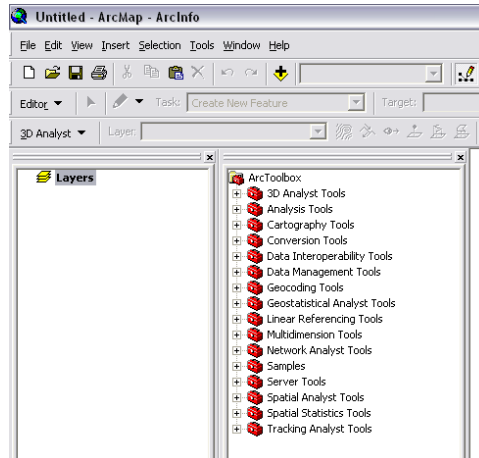 Untitled - ArcMap - ArcInfo
File Edit View Insert Selection Tools Window Help
Editor Task: Create New Feature Target:
3D Analyst Layer:
Layers
ArcToolbox
3D Analyst Tools
Analysis Tools
Cartography Tools
Conversion Tools
Data Interoperability Tools
Data Management Tools
Geocoding Tools
Geostatistical Analyst Tools
Linear Referencing Tools
Multidimension Tools
Network Analyst Tools
Samples
Server Tools
Spatial Analyst Tools
Spatial Statistics Tools
Tracking Analyst Tools